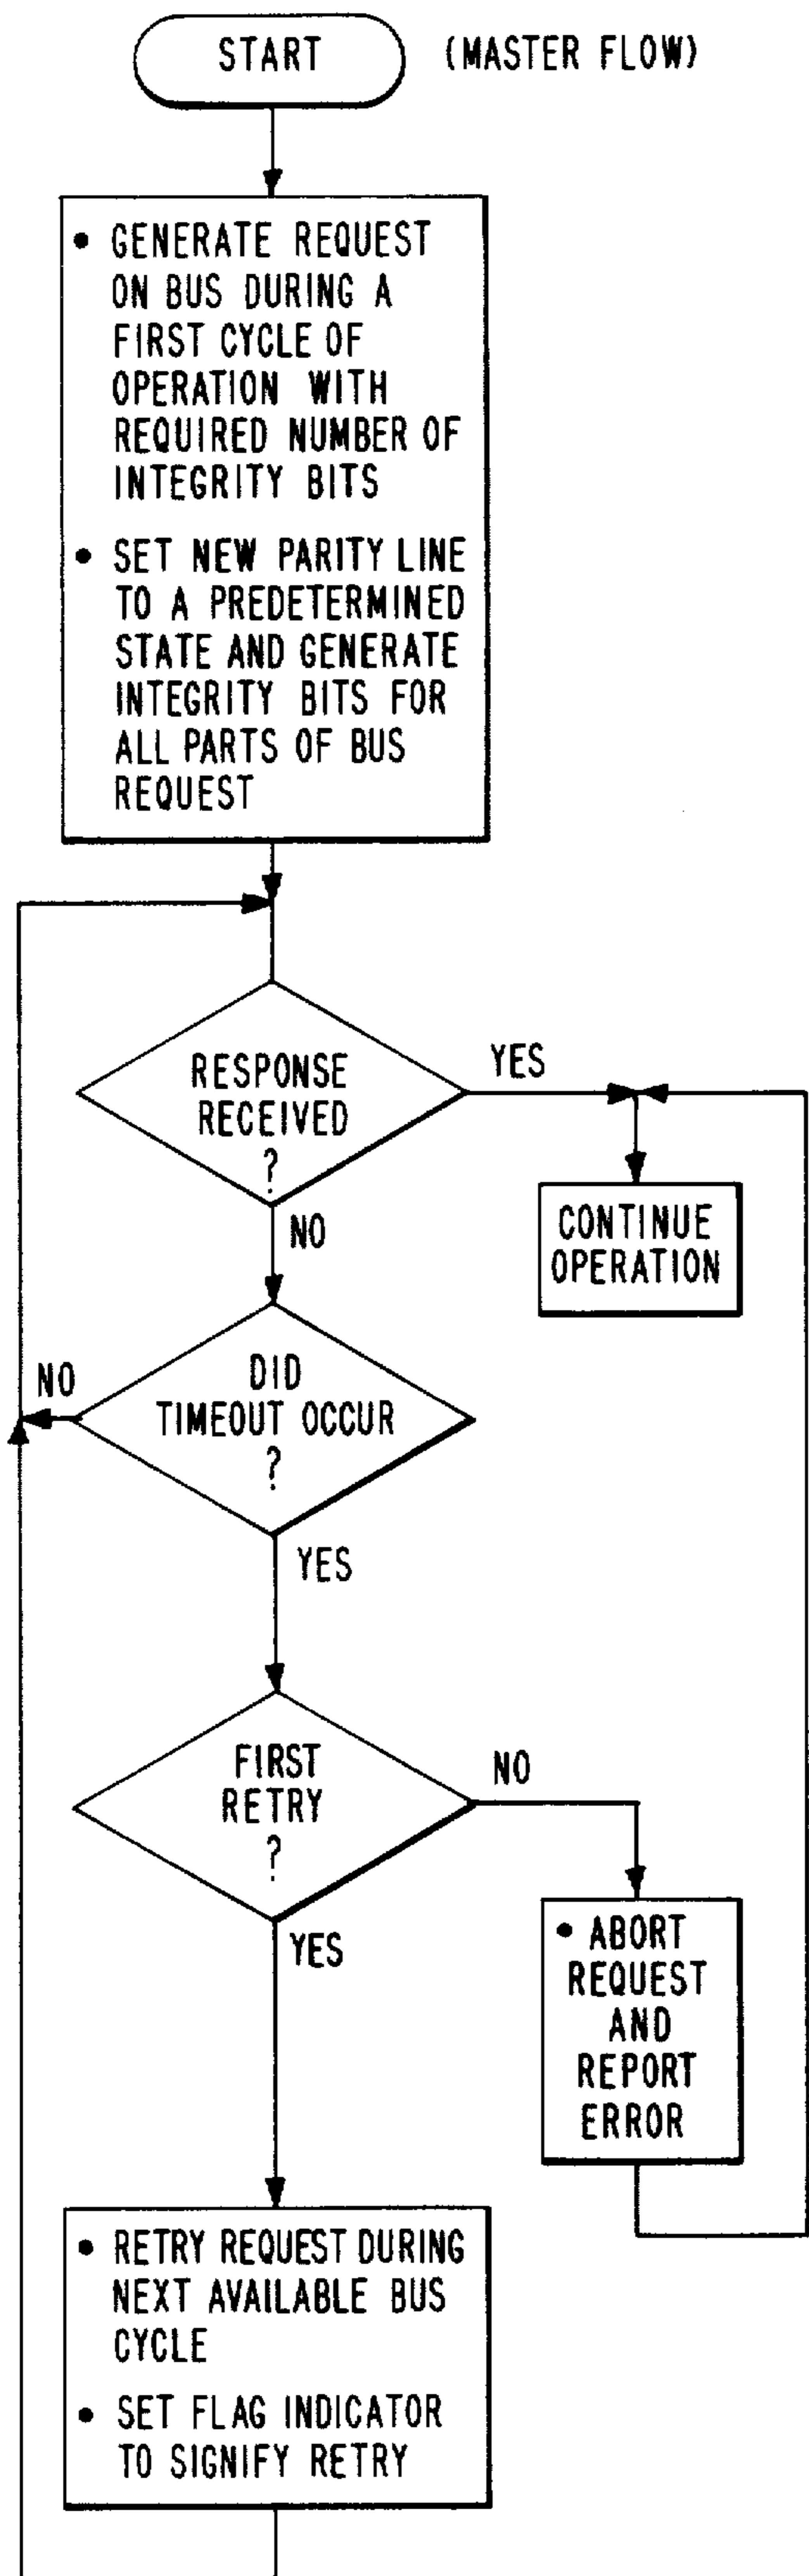 START (MASTER FLOW)
• GENERATE REQUEST
ON BUS DURING A
FIRST CYCLE OF
OPERATION WITH
REQUIRED NUMBER OF
INTEGRITY BITS
• SET NEW PARITY LINE
TO A PREDETERMINED
STATE AND GENERATE
INTEGRITY BITS FOR
ALL PARTS OF BUS
REQUEST
RESPONSE
RECEIVED
?
YES
CONTINUE
OPERATION
NO
DID
TIMEOUT OCCUR
?
NO
YES
FIRST
RETRY
?
NO
• ABORT
REQUEST
AND
REPORT
ERROR
YES
• RETRY REQUEST DURING
NEXT AVAILABLE BUS
CYCLE
• SET FLAG INDICATOR
TO SIGNIFY RETRY